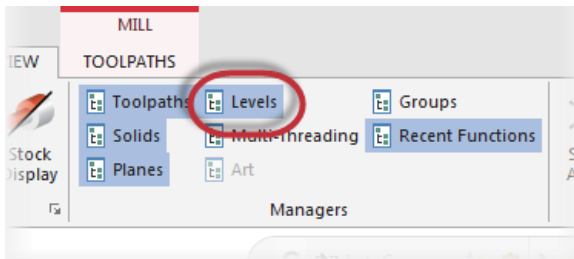 MILL
IEW TOOLPATHS
Toolpaths Levels Groups
Solids Multi-Threading Recent Functions
Stock
Display
Planes Art
Managers